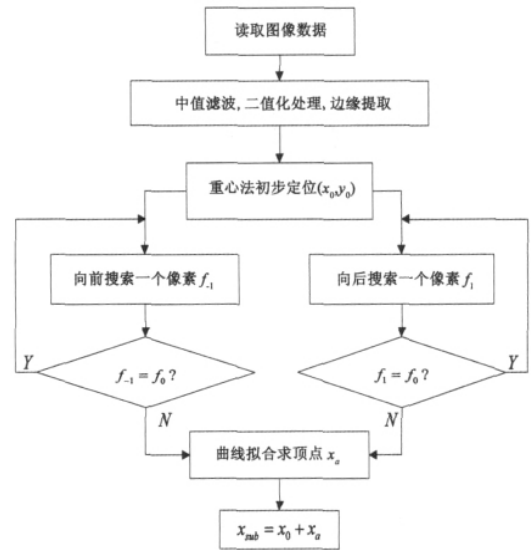 读取图像数据
中值滤波, 二值化处理, 边缘提取
重心法初步定位(x₀,y₀)
向前搜索一个像素 f₋₁
向后搜索一个像素 f₁
Y
f₋₁ = f₀ ?
f₁ = f₀ ?
Y
N
N
曲线拟合求顶点 xₐ
x_sub = x₀ + xₐ